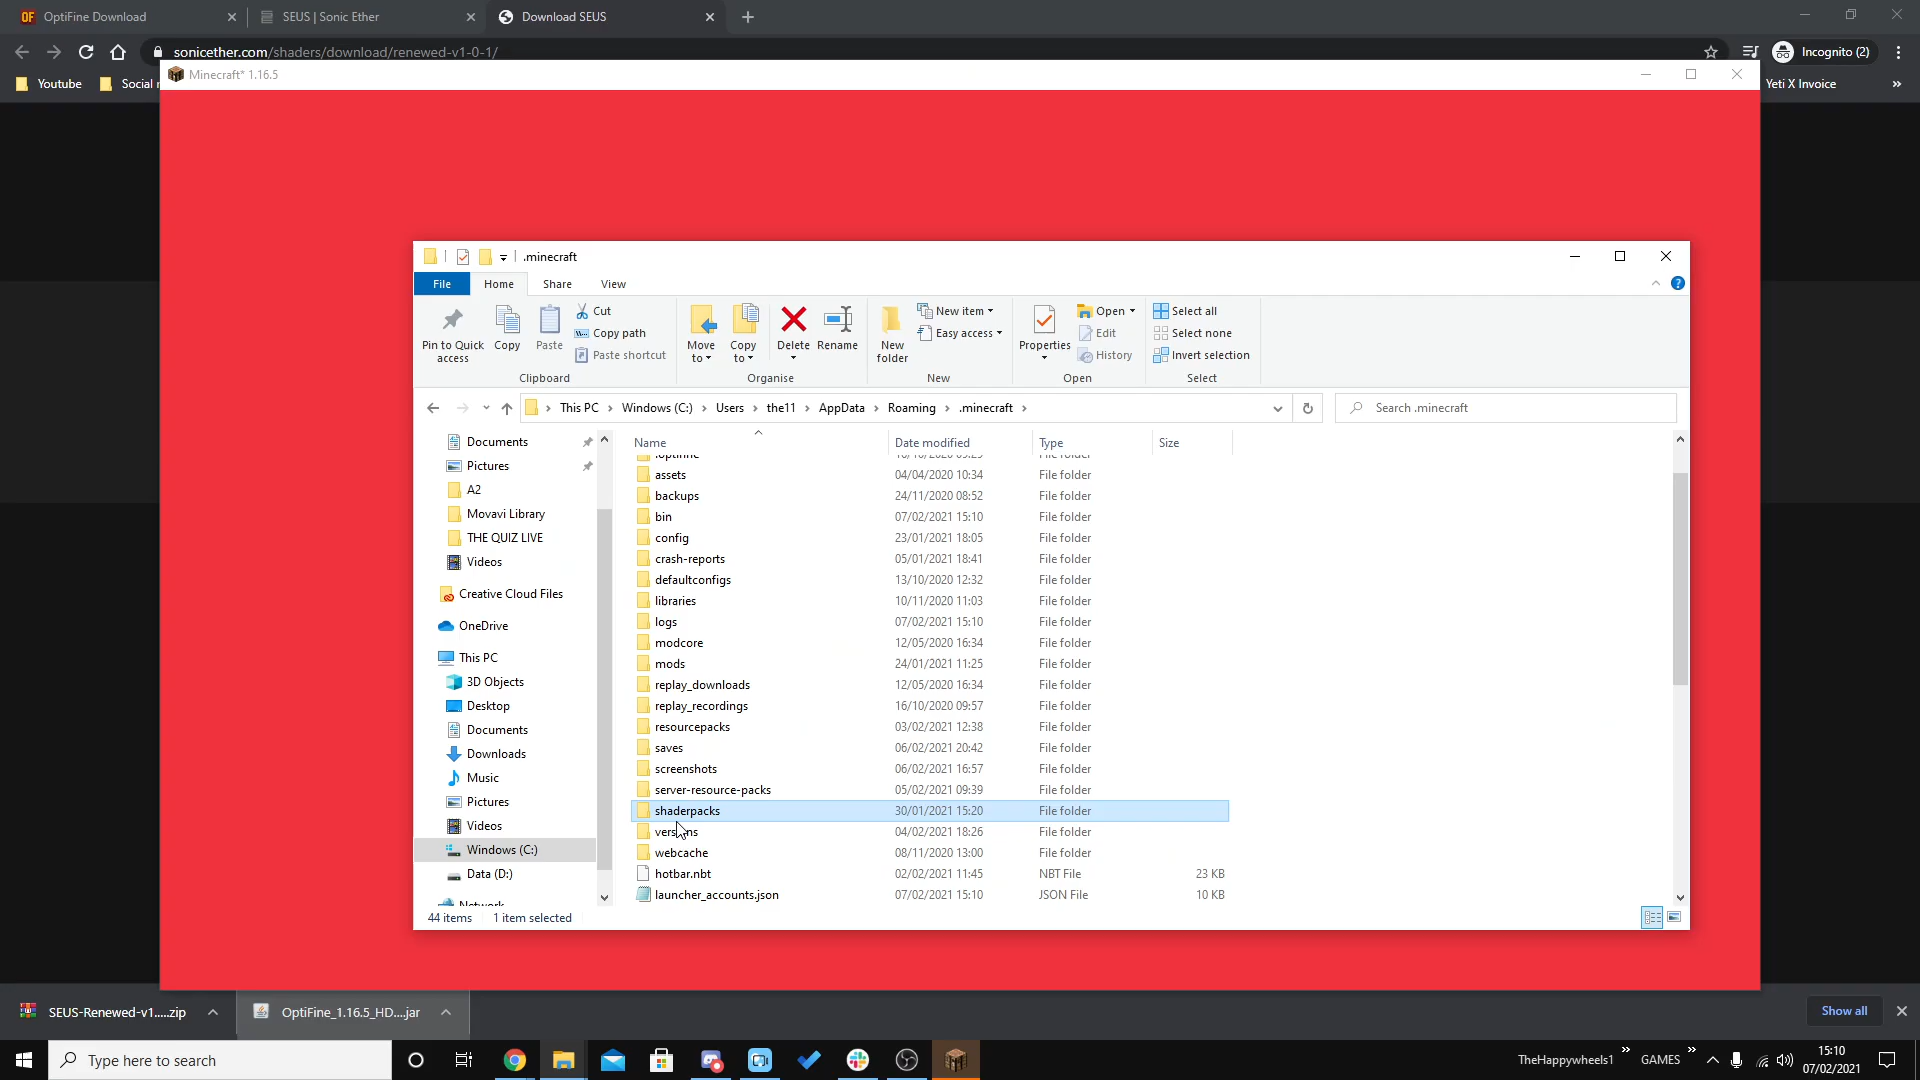 OptiFine Download
SEUS | Sonic Ether
Download SEUS
sonicether.com/shaders/download/renewed-v1-0-1/
Incognito (2)
Youtube
Social
Yeti X Invoice
Minecraft* 1.16.5
.minecraft
File
Home
Share
View
Pin to Quick access
Copy
Paste
Cut
Copy path
Paste shortcut
Clipboard
Move to
Copy to
Delete
Rename
Organise
New folder
New item
Easy access
New
Properties
Open
Edit
History
Open
Select all
Select none
Invert selection
Select
This PC > Windows (C:) > Users > the11 > AppData > Roaming > .minecraft >
Search .minecraft
Documents
Pictures
A2
Movavi Library
THE QUIZ LIVE
Videos
Creative Cloud Files
OneDrive
This PC
3D Objects
Desktop
Documents
Downloads
Music
Pictures
Videos
Windows (C:)
Data (D:)
Network
Name Date modified Type Size
assets 04/04/2020 10:34 File folder
backups 24/11/2020 08:52 File folder
bin 07/02/2021 15:10 File folder
config 23/01/2021 18:05 File folder
crash-reports 05/01/2021 18:41 File folder
defaultconfigs 13/10/2020 12:32 File folder
libraries 10/11/2020 11:03 File folder
logs 07/02/2021 15:10 File folder
modcore 12/05/2020 16:34 File folder
mods 24/01/2021 11:25 File folder
replay_downloads 12/05/2020 16:34 File folder
replay_recordings 16/10/2020 09:57 File folder
resourcepacks 03/02/2021 12:38 File folder
saves 06/02/2021 20:42 File folder
screenshots 06/02/2021 16:57 File folder
server-resource-packs 05/02/2021 09:39 File folder
shaderpacks 30/01/2021 15:20 File folder
versions 04/02/2021 18:26 File folder
webcache 08/11/2020 13:00 File folder
hotbar.nbt 02/02/2021 11:45 NBT File 23 KB
launcher_accounts.json 07/02/2021 15:10 JSON File 10 KB
44 items 1 item selected
SEUS-Renewed-v1.....zip
OptiFine_1.16.5_HD....jar
Show all
Type here to search
TheHappywheels1
GAMES
15:10
07/02/2021